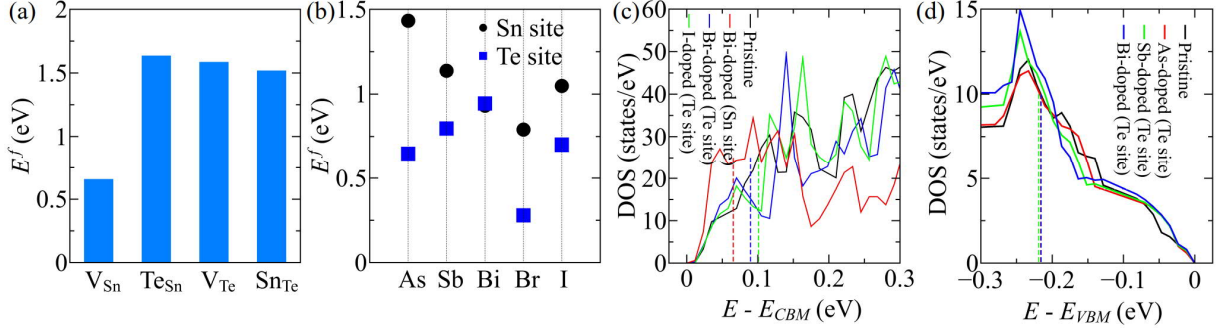 (a)
2
1.5
1
0.5
0
E^f (eV)
V_Sn
Te_Sn
V_Te
Sn_Te
(b)
1.5
1
0.5
0
E^f (eV)
Sn site
Te site
As
Sb
Bi
Br
I
(c)
60
50
40
30
20
10
0
DOS (states/eV)
I-doped (Te site)
Br-doped (Te site)
Bi-doped (Sn site)
Pristine
0
0.1
0.2
0.3
E - E_CBM (eV)
(d)
15
10
5
0
DOS (states/eV)
Bi-doped (Te site)
Sb-doped (Te site)
As-doped (Te site)
Pristine
−0.3
−0.2
−0.1
0
E - E_VBM (eV)